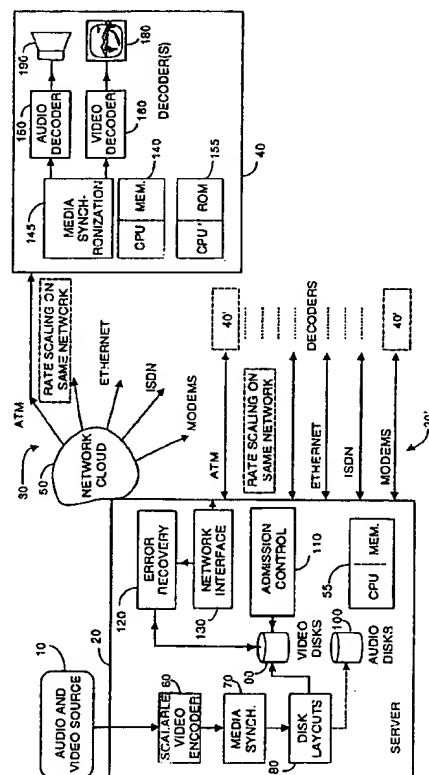 10
AUDIO AND
VIDEO SOURCE
20
60
SCALABLE
VIDEO
ENCODER
70
MEDIA
SYNCH.
80
DISK
LAYOUTS
120
ERROR
RECOVERY
130
NETWORK
INTERFACE
110
ADMISSION
CONTROL
VIDEO DISKS
100
AUDIO
DISKS
55
CPU
MEM.
SERVER
30
50
NETWORK
CLOUD
ATM
RATE SCALING ON
SAME NETWORK
ETHERNET
ISDN
MODEMS
145
MEDIA
SYNCH-
RONIZATION
150
AUDIO
DECODER
190
VIDEO
DECODER
160
180
DECODER(S)
CPU
MEM.
140
CPU'
ROM
155
40
ATM
40'
RATE SCALING ON
SAME NETWORK
DECODERS
ETHERNET
ISDN
MODEMS
40'